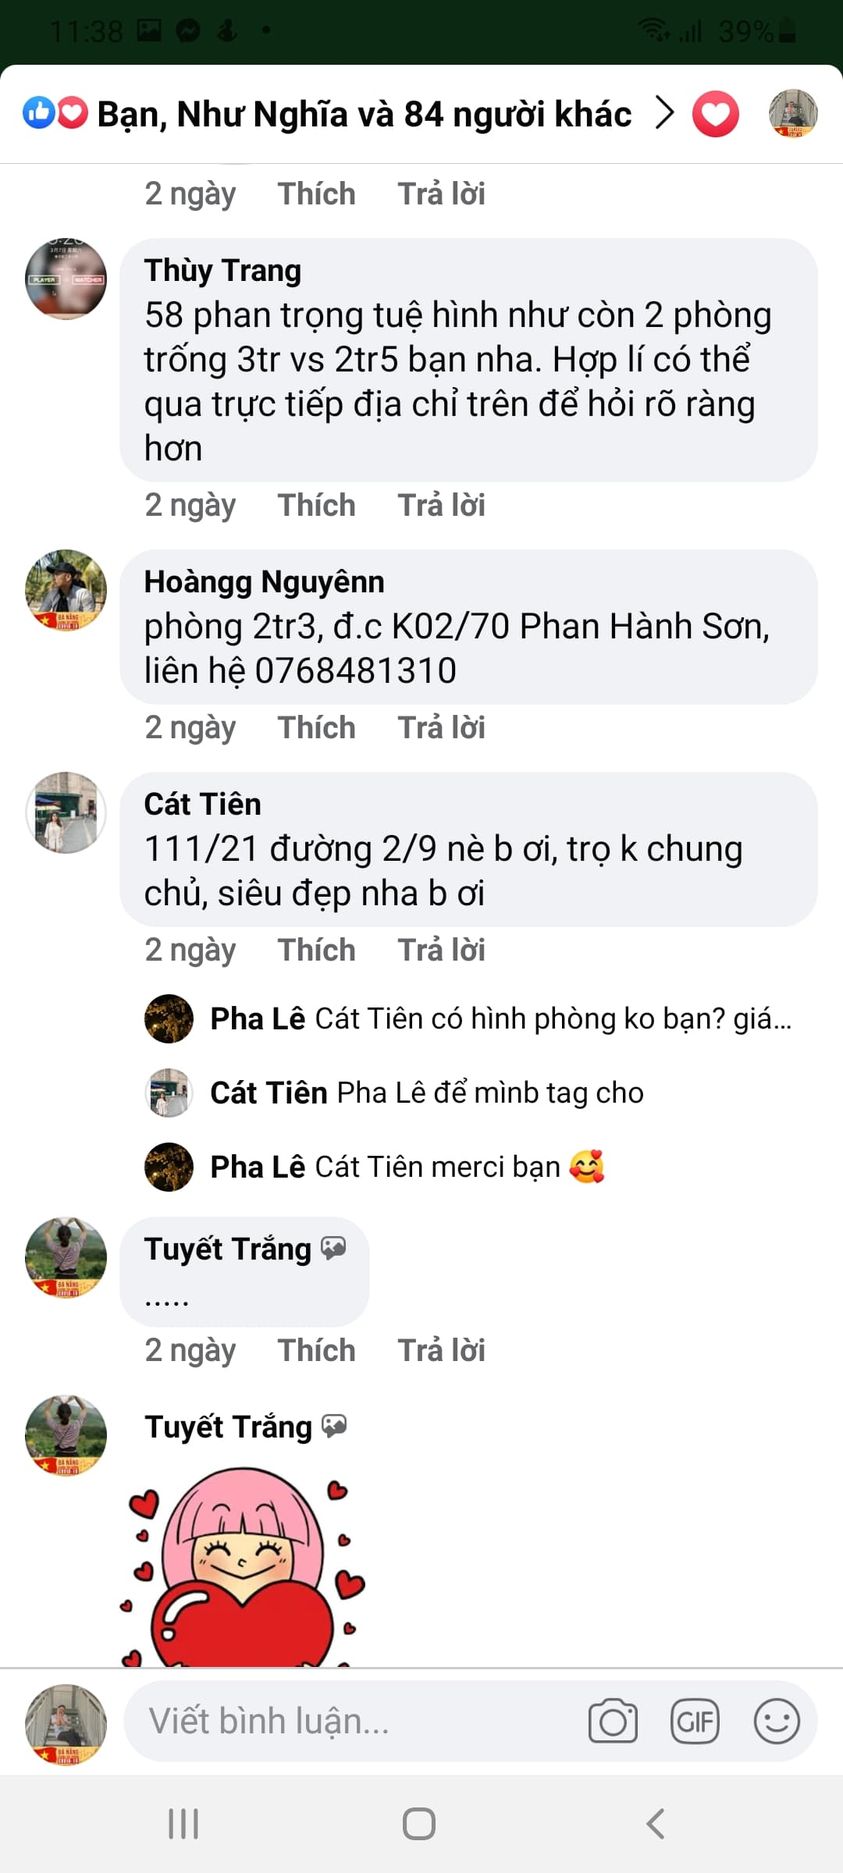 11:38
39%
Bạn, Như Nghĩa và 84 người khác
2 ngày Thích Trả lời
Thùy Trang
58 phan trọng tuệ hình như còn 2 phòng
trống 3tr vs 2tr5 bạn nha. Hợp lí có thể
qua trực tiếp địa chỉ trên để hỏi rõ ràng
hơn
2 ngày Thích Trả lời
Hoàngg Nguyênn
phòng 2tr3, đ.c K02/70 Phan Hành Sơn,
liên hệ 0768481310
2 ngày Thích Trả lời
Cát Tiên
111/21 đường 2/9 nè b ơi, trọ k chung
chủ, siêu đẹp nha b ơi
2 ngày Thích Trả lời
Pha Lê Cát Tiên có hình phòng ko bạn? giá...
Cát Tiên Pha Lê để mình tag cho
Pha Lê Cát Tiên merci bạn 🥰
Tuyết Trắng
.....
2 ngày Thích Trả lời
Tuyết Trắng
Viết bình luận...
GIF